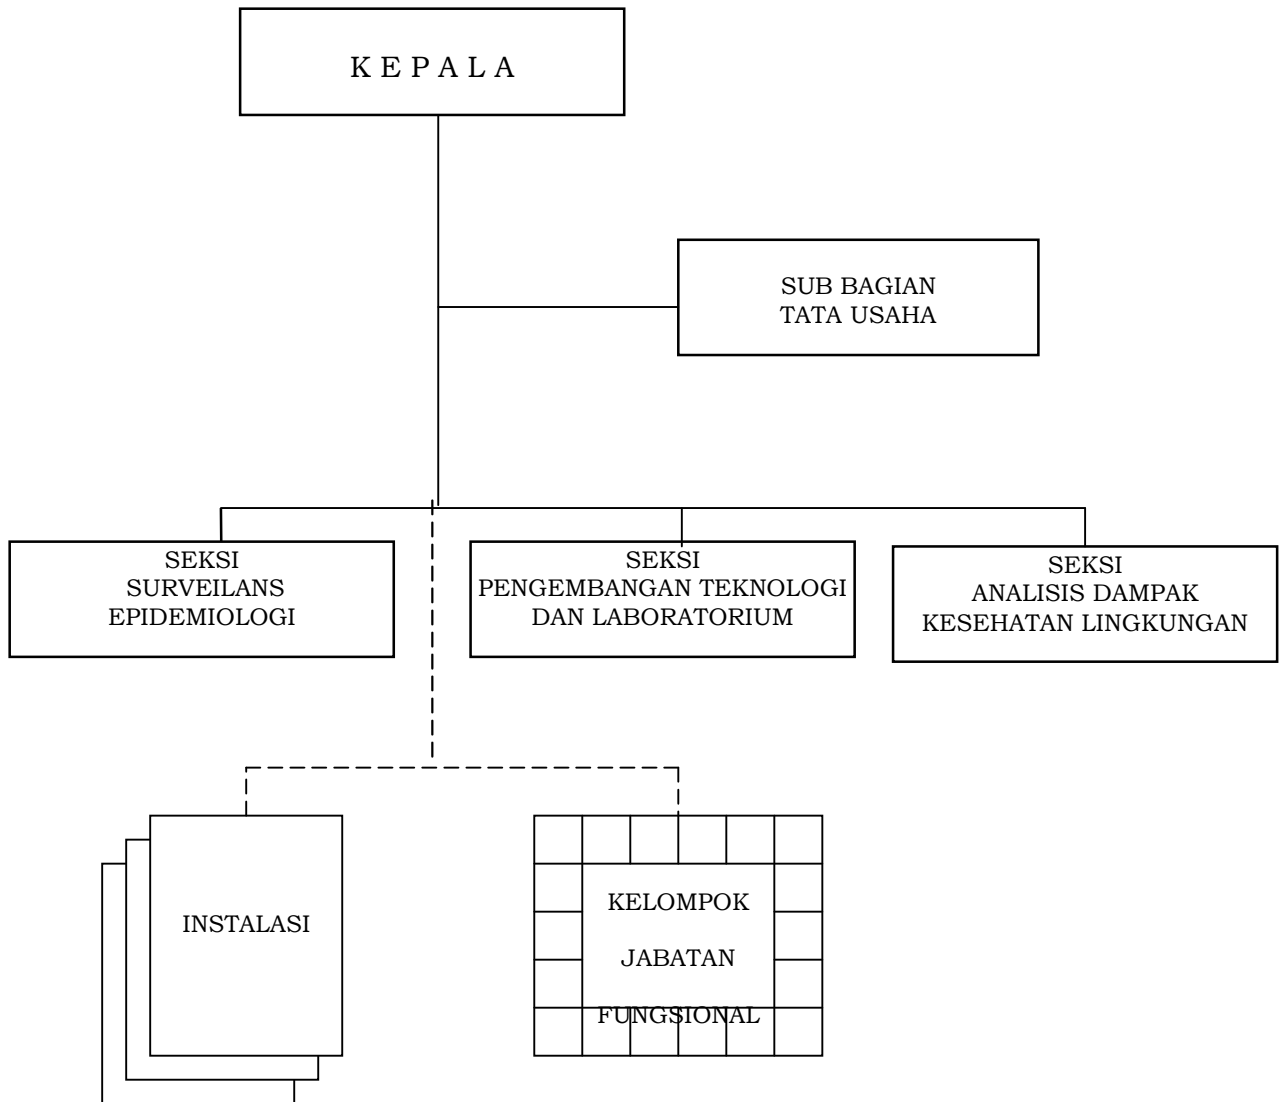 K E P A L A
SUB BAGIAN
TATA USAHA
SEKSI
SURVEILANS
EPIDEMIOLOGI
SEKSI
PENGEMBANGAN TEKNOLOGI
DAN LABORATORIUM
SEKSI
ANALISIS DAMPAK
KESEHATAN LINGKUNGAN
INSTALASI
KELOMPOK
JABATAN
FUNGSIONAL